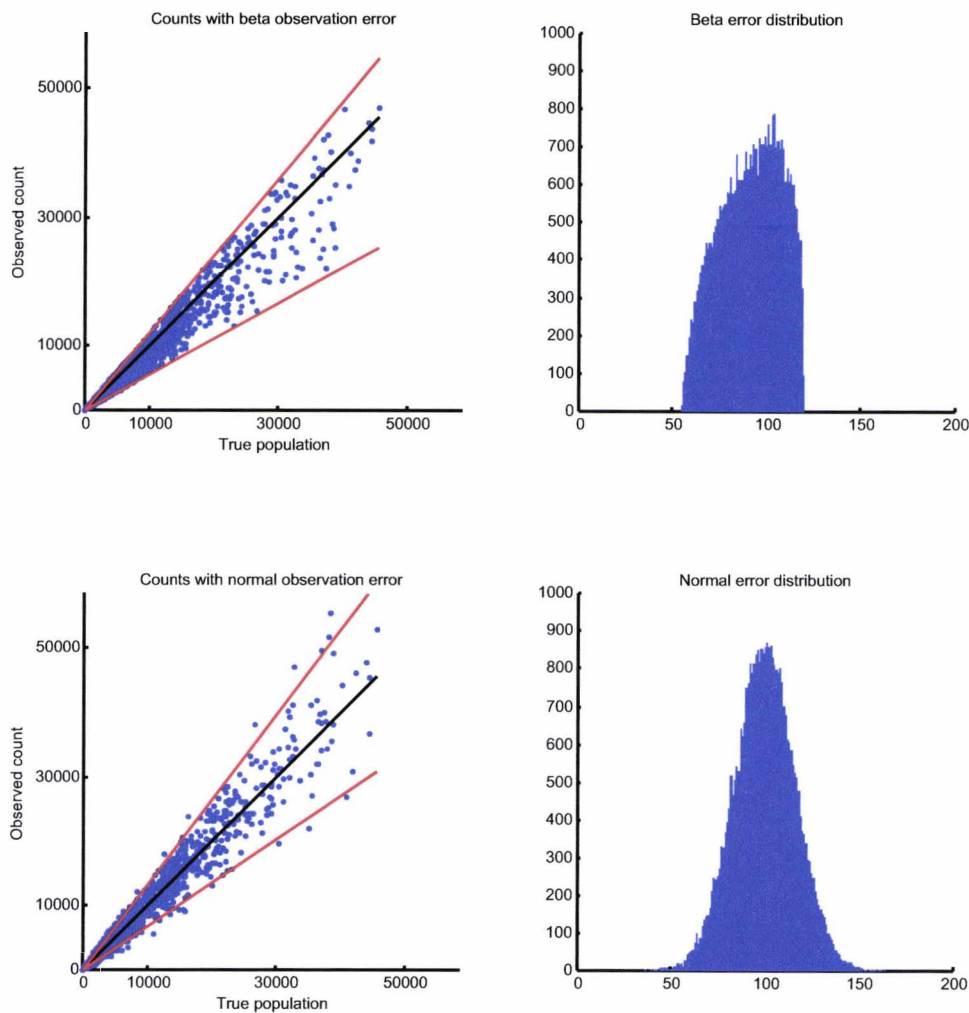 Counts with beta observation error
50000
30000
10000
0
Observed count
0 10000 30000 50000
True population
Beta error distribution
1000
900
800
700
600
500
400
300
200
100
0
0 50 100 150 200
Counts with normal observation error
50000
30000
10000
0
Observed count
0 10000 30000 50000
True population
Normal error distribution
1000
900
800
700
600
500
400
300
200
100
0
0 50 100 150 200